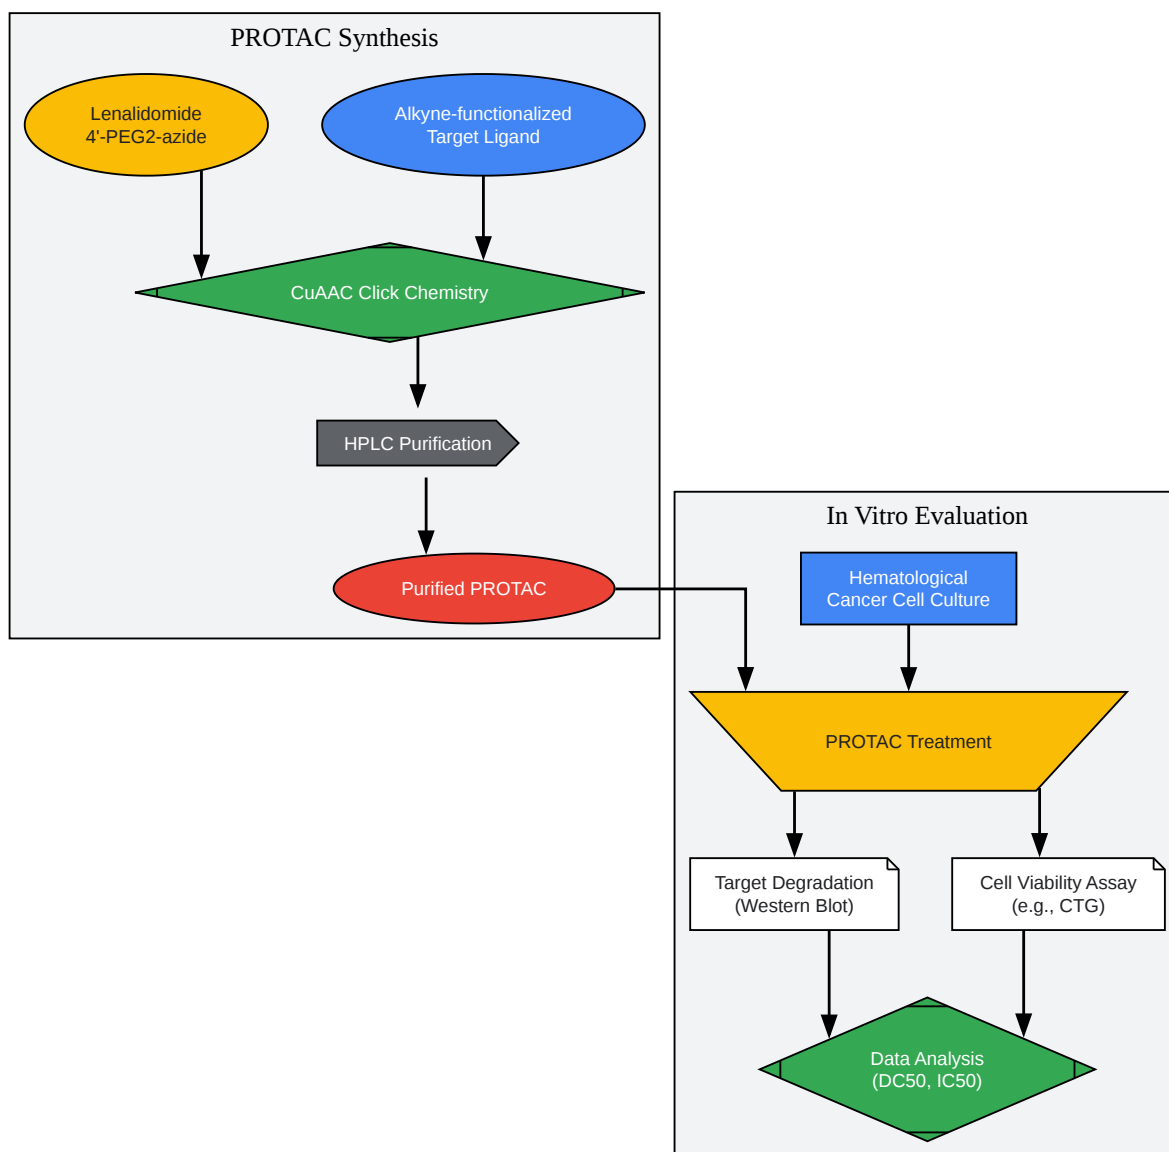 PROTAC Synthesis
Lenalidomide
4'-PEG2-azide
Alkyne-functionalized
Target Ligand
CuAAC Click Chemistry
HPLC Purification
Purified PROTAC
In Vitro Evaluation
Hematological
Cancer Cell Culture
PROTAC Treatment
Target Degradation
(Western Blot)
Cell Viability Assay
(e.g., CTG)
Data Analysis
(DC50, IC50)